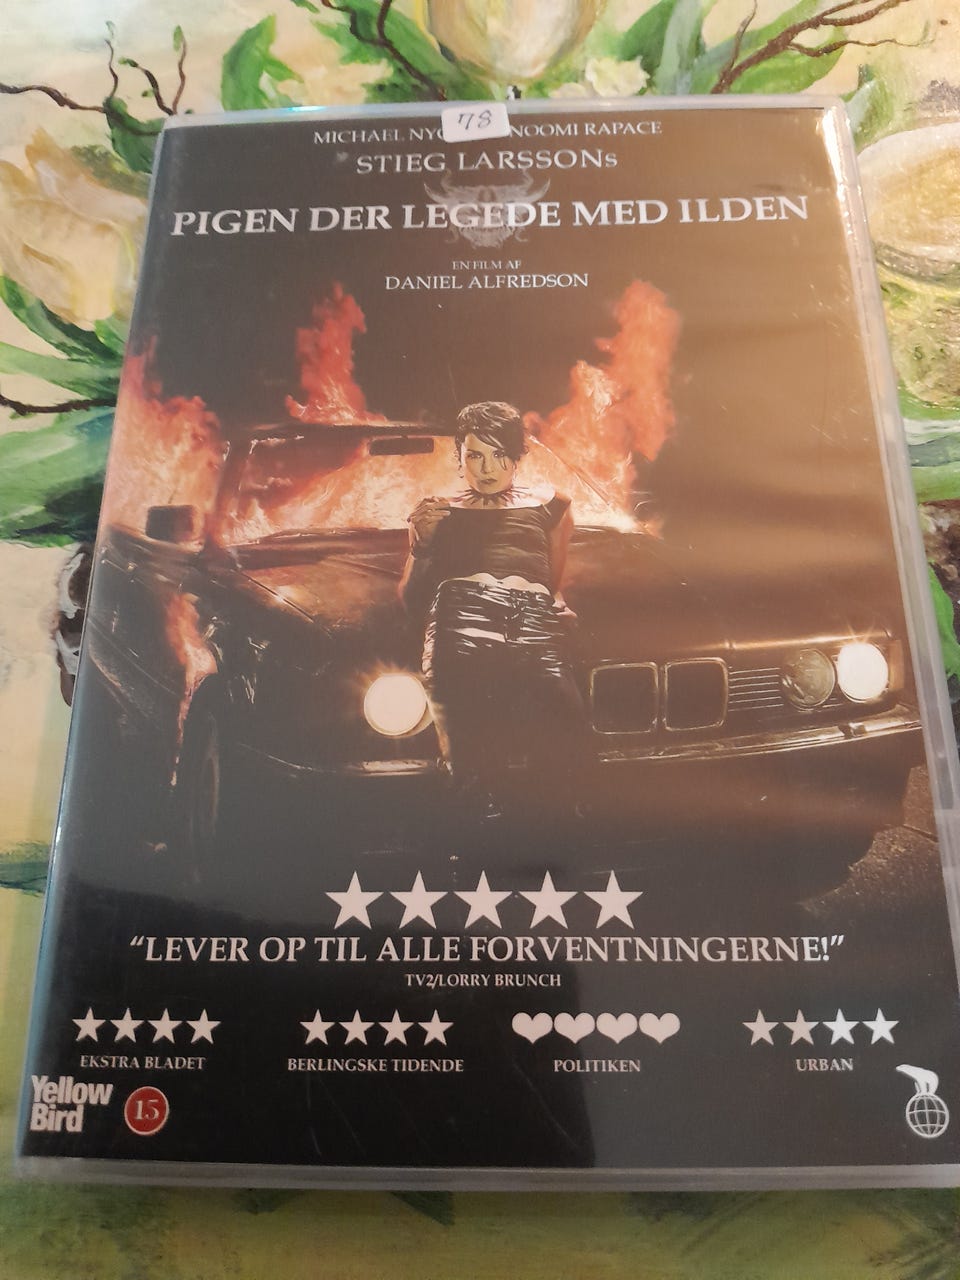 78
MICHAEL NYQ NOOMI RAPACE
STIEG LARSSONs
PIGEN DER LEGEDE MED ILDEN
EN FILM AF
DANIEL ALFREDSON
"LEVER OP TIL ALLE FORVENTNINGERNE!"
TV2/LORRY BRUNCH
EKSTRA BLADET
BERLINGSKE TIDENDE
POLITIKEN
URBAN
Yellow
Bird
15